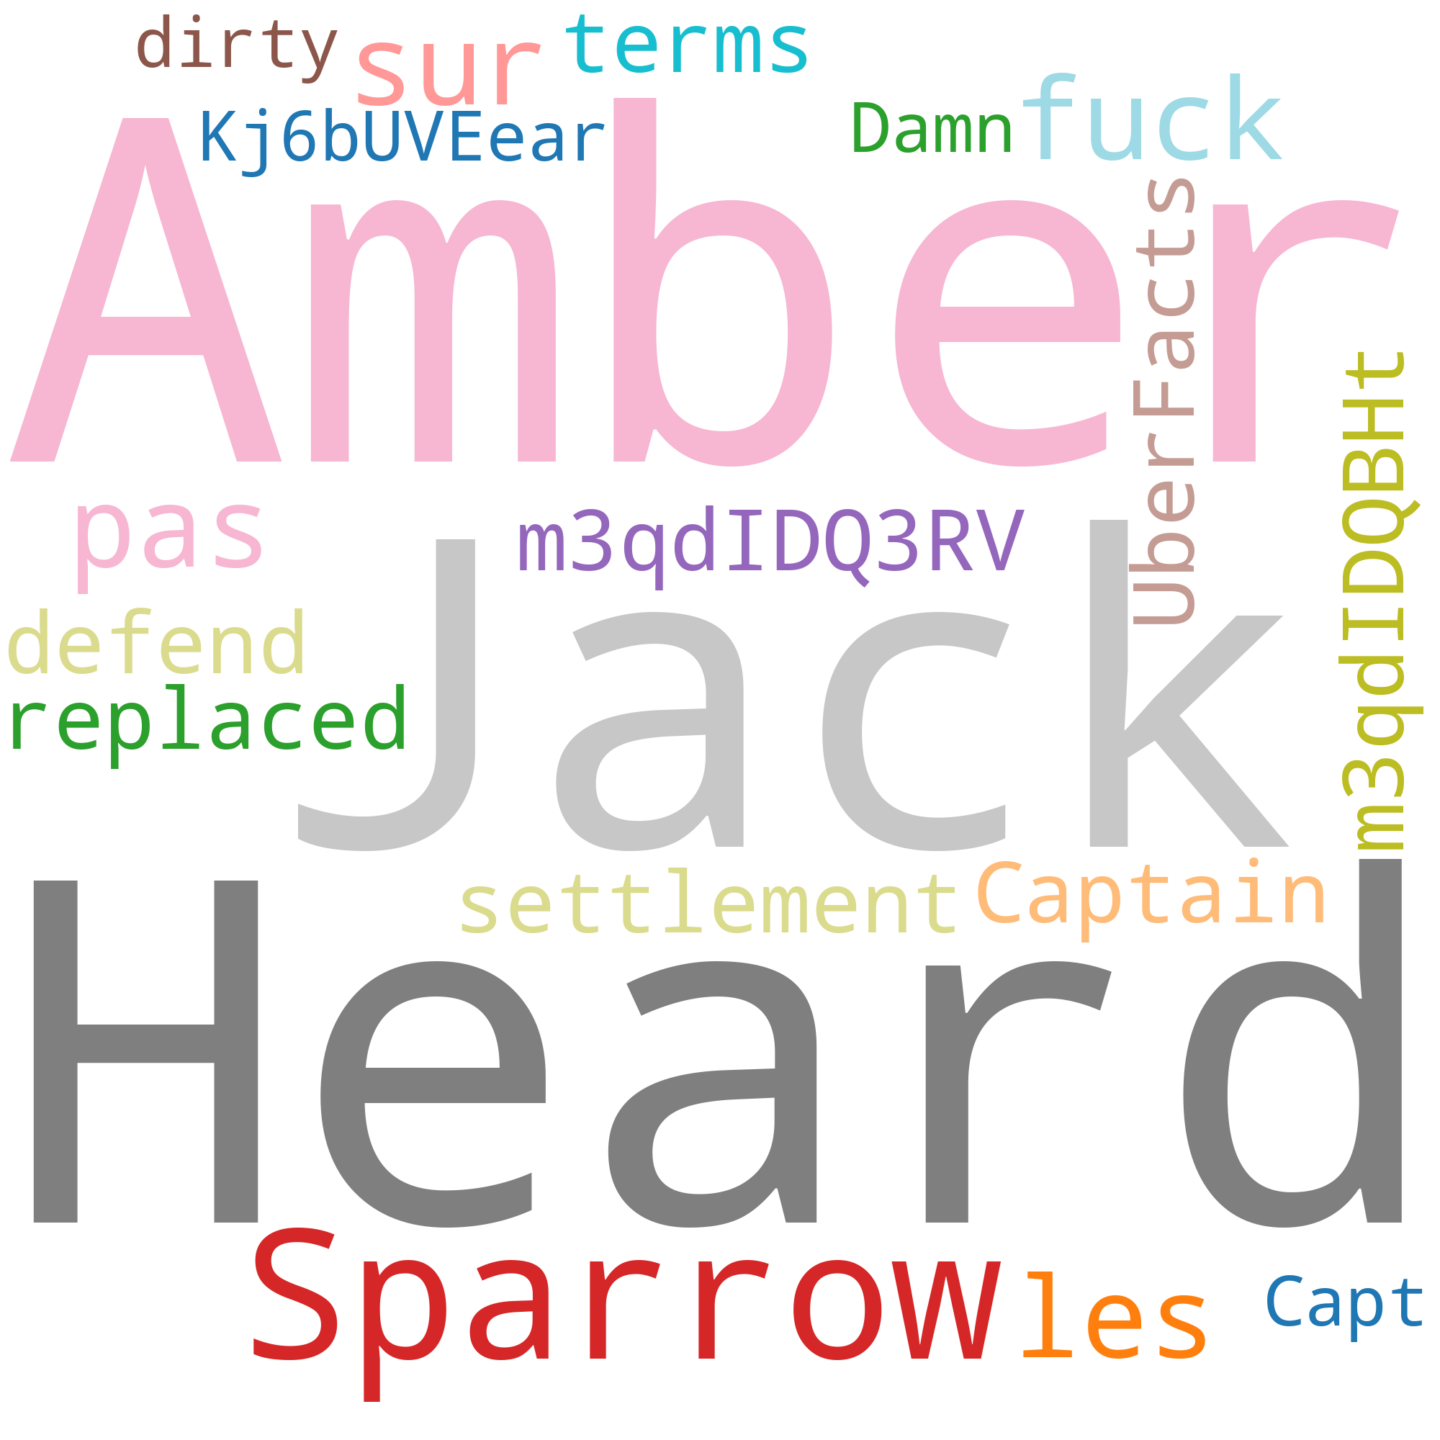 dirty
sur
terms
Kj6bUVEear
Damn
fuck
Amber
UberFacts
m3qdIDQBHt
pas
m3qdIDQ3RV
defend
Jack
replaced
settlement
Captain
Heard
Sparrow
les
Capt